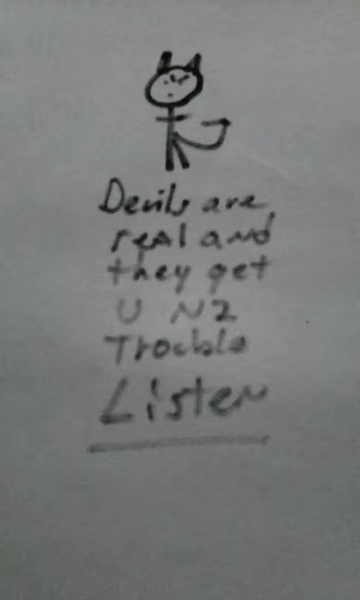 Devils are
real and
they get
U N2
Trouble
Listen